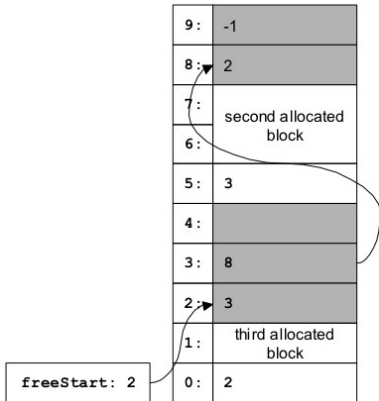 9: -1
8: 2
7:
second allocated
block
6:
5: 3
4:
3: 8
2: 3
1: third allocated
block
freeStart: 2
0: 2